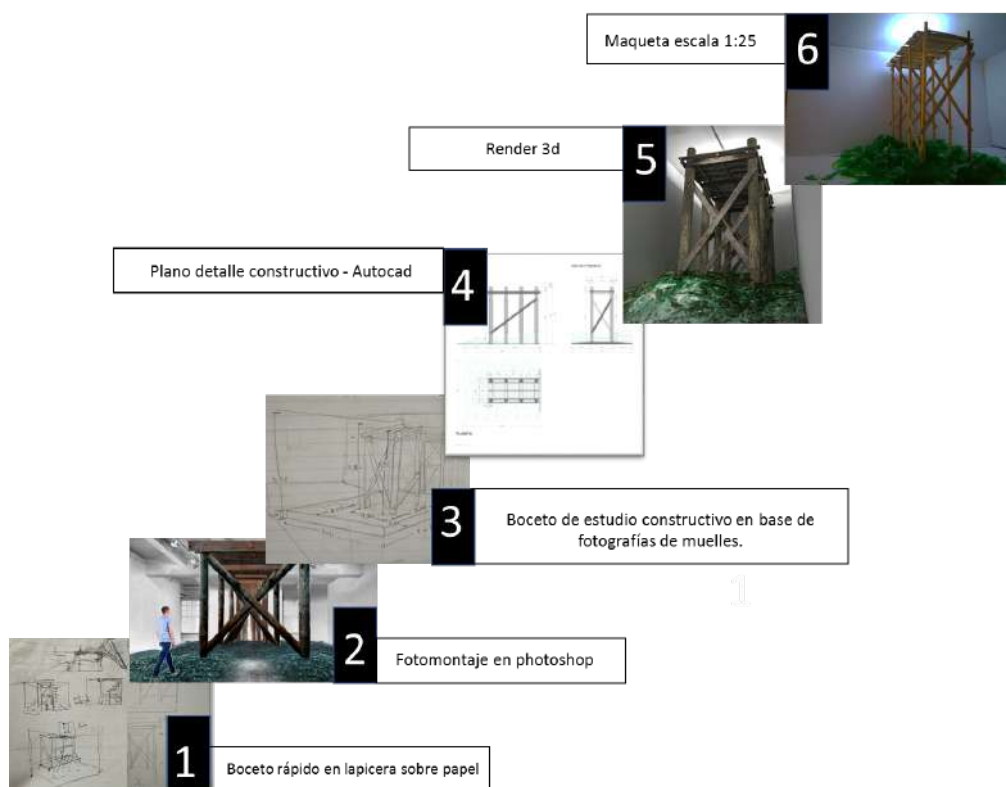 Maqueta escala 1:25
6
Render 3d
5
Plano detalle constructivo - Autocad
4
3
Boceto de estudio constructivo en base de
fotografías de muelles.
1
2
Fotomontaje en photoshop
1
Boceto rápido en lapicera sobre papel